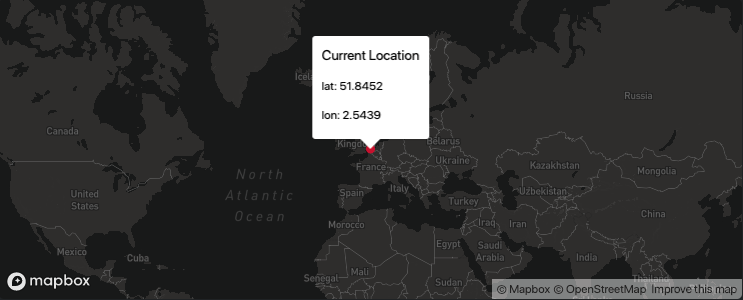 Current Location
lat: 51.8452
lon: 2.5439
Russia
Canada
Belarus
Ukraine
France
Kazakhstan
Mongolia
North
Atlantic
Ocean
United
States
Spain
Italy
Turkey
Uzbekistan
China
Morocco
Iraq
Iran
Mexico
Cuba
Egypt
Saudi
Arabia
India
Senegal
Mali
Sudan
mapbox
© Mapbox © OpenStreetMap Improve this map